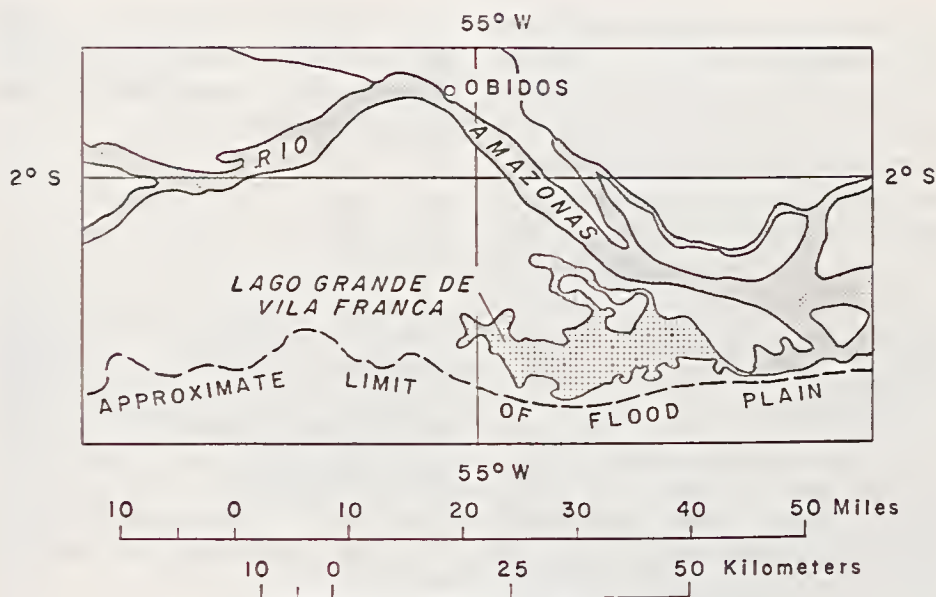 55° W
OBIDOS
RIO
AMAZONAS
2° S
2° S
LAGO GRANDE DE
VILA FRANCA
APPROXIMATE LIMIT OF FLOOD PLAIN
55° W
10 0 10 20 30 40 50 Miles
10 0 25 50 Kilometers